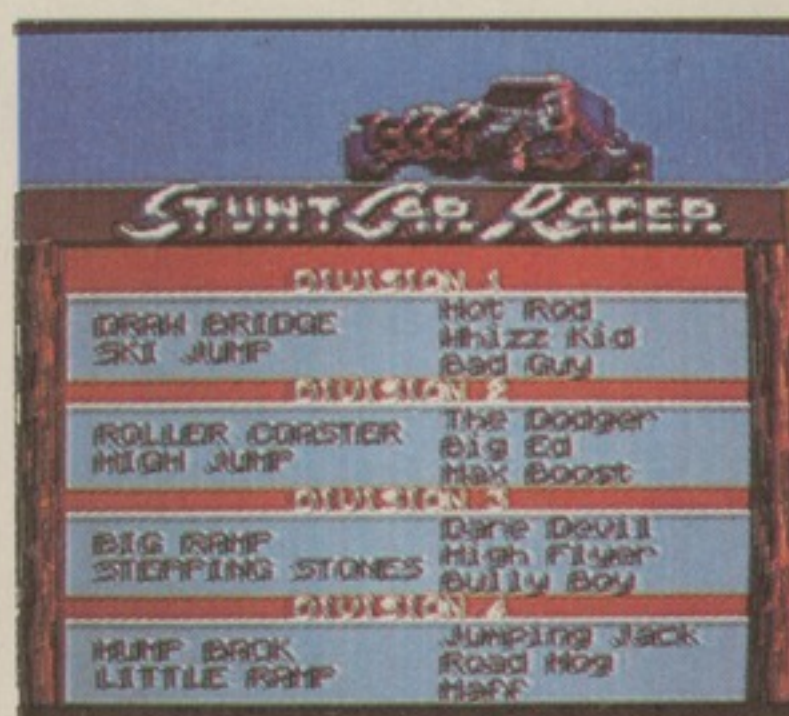 STUNT CAR RACER
DIVISION 1
DRAW BRIDGE
SKI JUMP
Hot Rod
Whizz Kid
Bad Guy
DIVISION 2
ROLLER COASTER
HIGH JUMP
The Dodger
Big Ed
Max Boost
DIVISION 3
BIG RAMP
STEPPING STONES
Dare Devil
High Flyer
Bully Boy
DIVISION 4
HUMP BACK
LITTLE RAMP
Jumping Jack
Road Hog